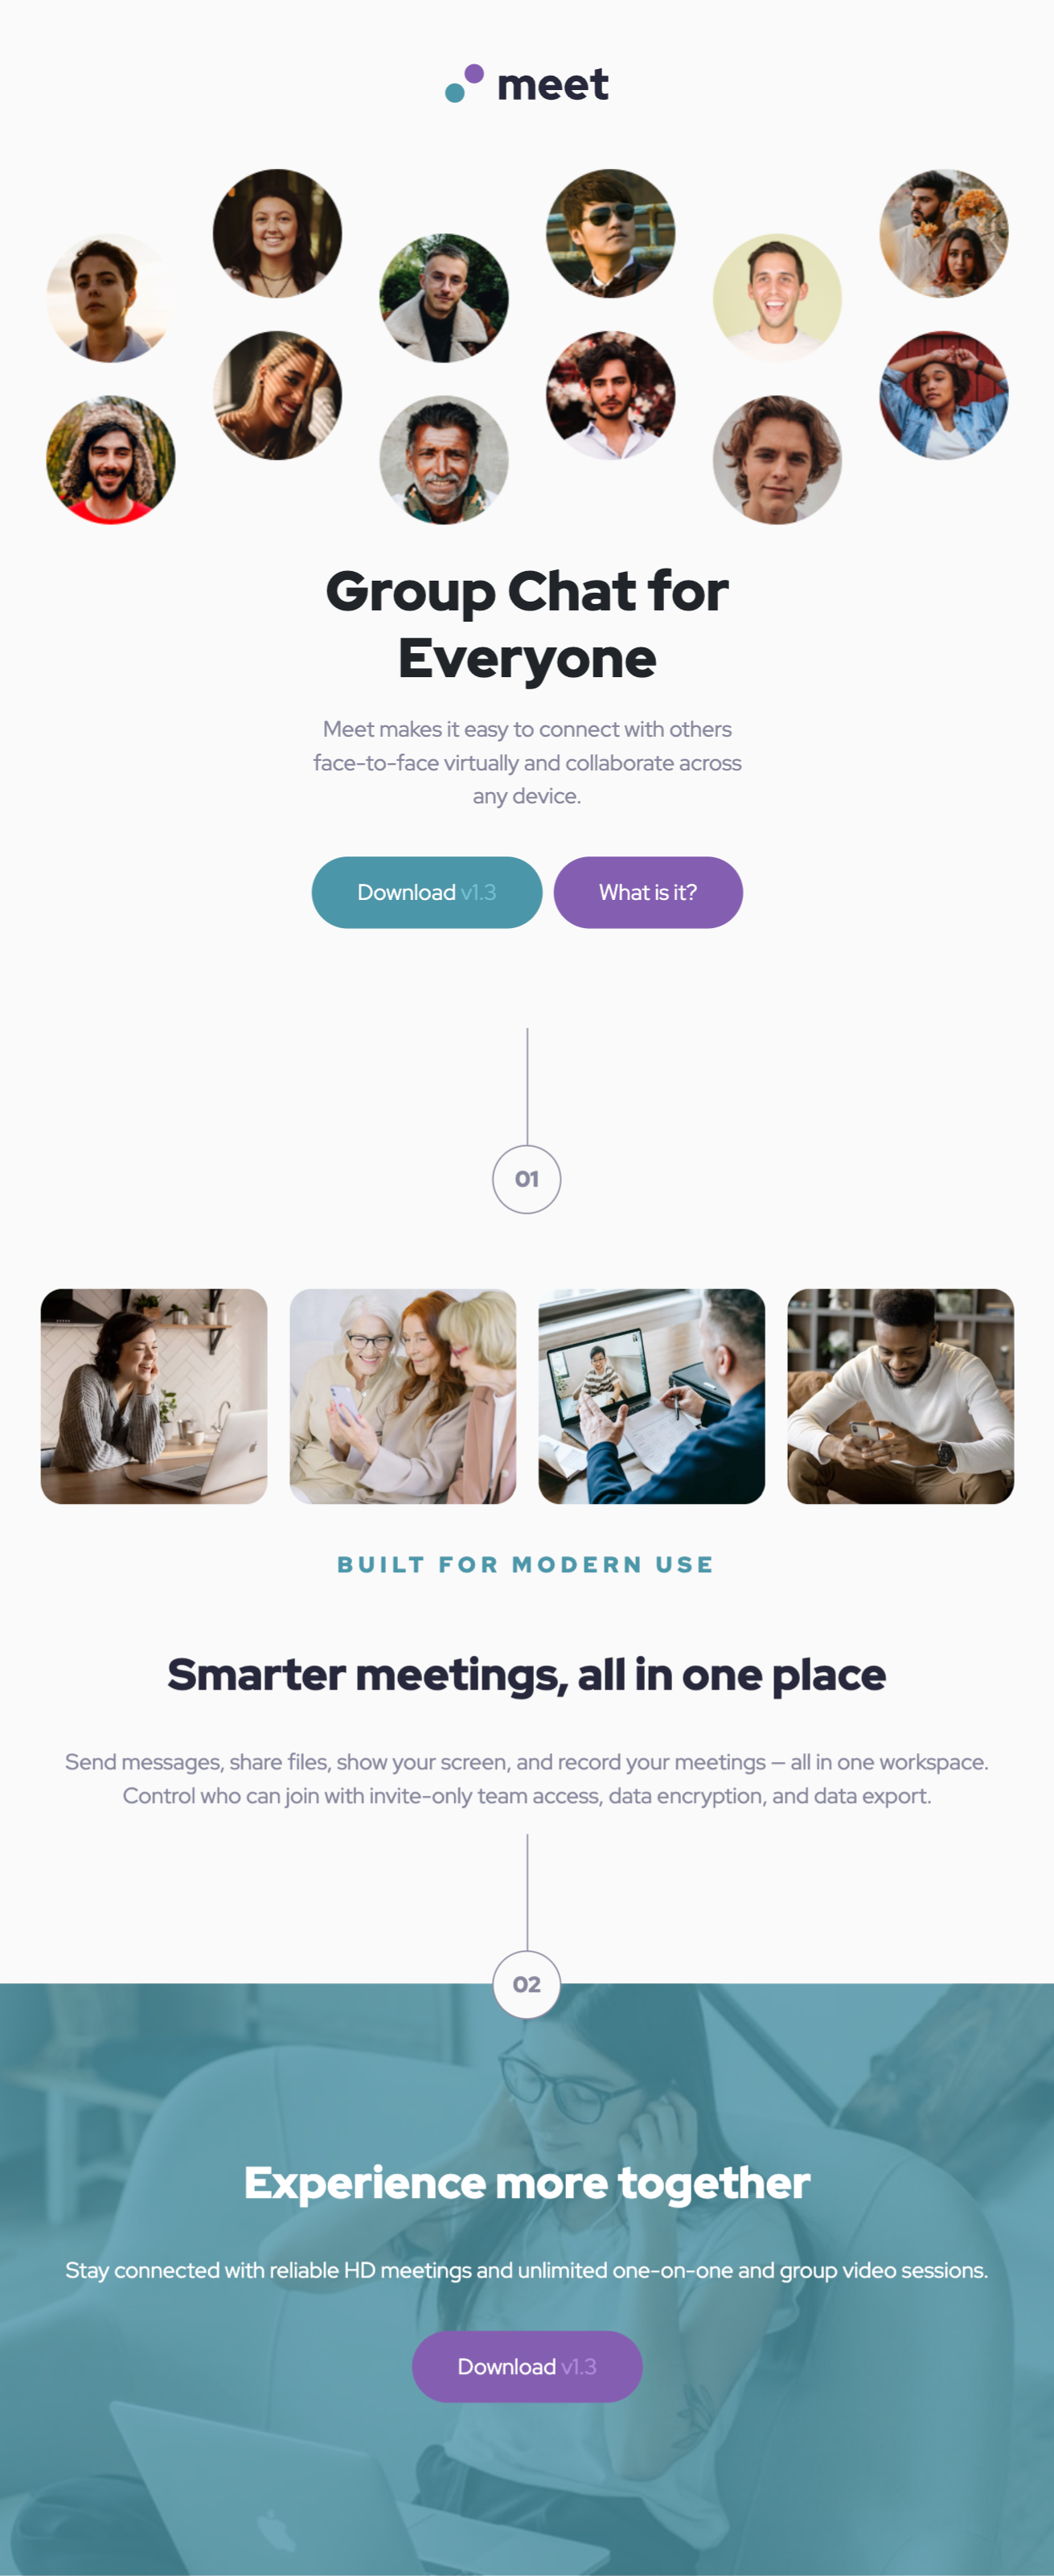 meet
Group Chat for
Everyone
Meet makes it easy to connect with others
face-to-face virtually and collaborate across
any device.
Download v1.3
What is it?
01
BUILT FOR MODERN USE
Smarter meetings, all in one place
Send messages, share files, show your screen, and record your meetings — all in one workspace.
Control who can join with invite-only team access, data encryption, and data export.
02
Experience more together
Stay connected with reliable HD meetings and unlimited one-on-one and group video sessions.
Download v1.3